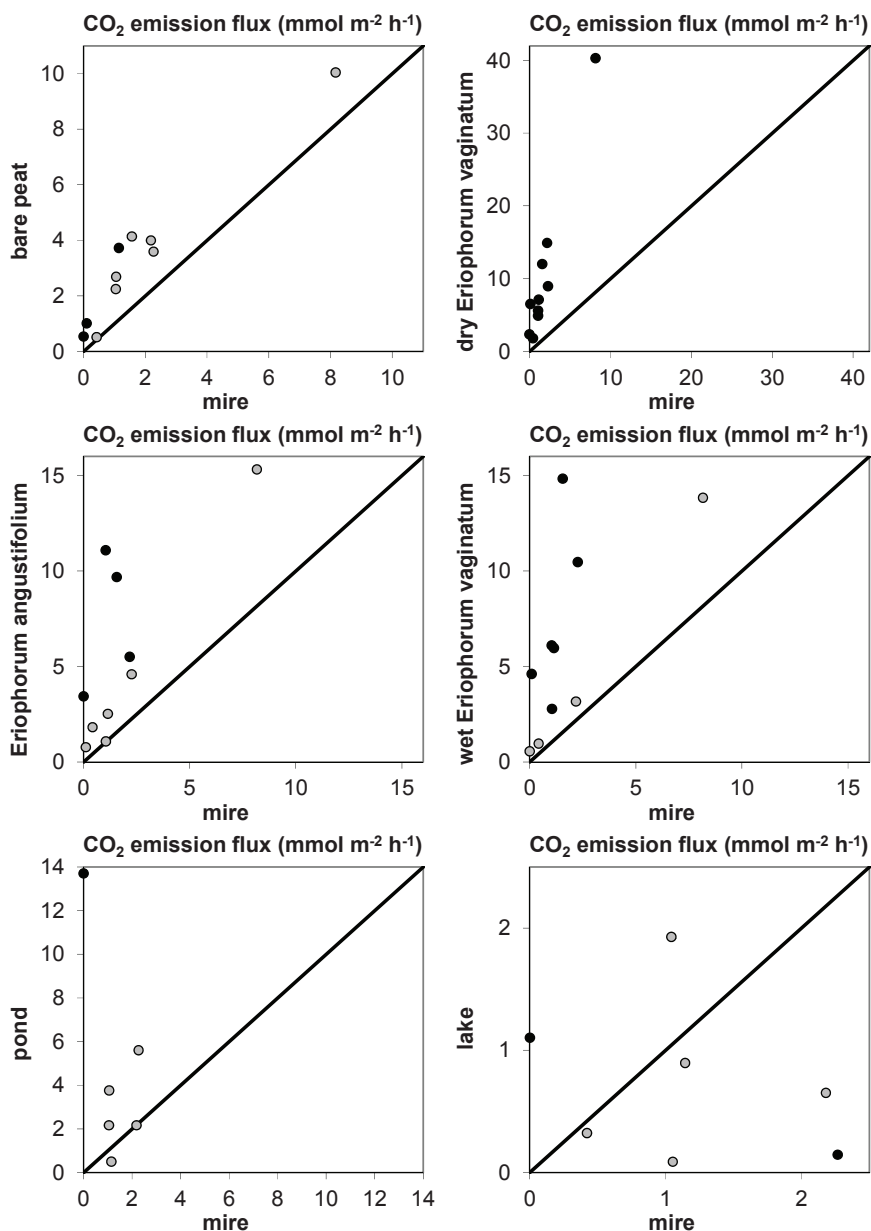 CO₂ emission flux (mmol m⁻² h⁻¹)
10
8
6
4
2
0
bare peat
0 2 4 6 8 10
mire
CO₂ emission flux (mmol m⁻² h⁻¹)
40
30
20
10
0
dry Eriophorum vaginatum
0 10 20 30 40
mire
CO₂ emission flux (mmol m⁻² h⁻¹)
15
10
5
0
Eriophorum angustifolium
0 5 10 15
mire
CO₂ emission flux (mmol m⁻² h⁻¹)
15
10
5
0
wet Eriophorum vaginatum
0 5 10 15
mire
CO₂ emission flux (mmol m⁻² h⁻¹)
14
12
10
8
6
4
2
0
pond
0 2 4 6 8 10 12 14
mire
CO₂ emission flux (mmol m⁻² h⁻¹)
2
1
0
lake
0 1 2
mire